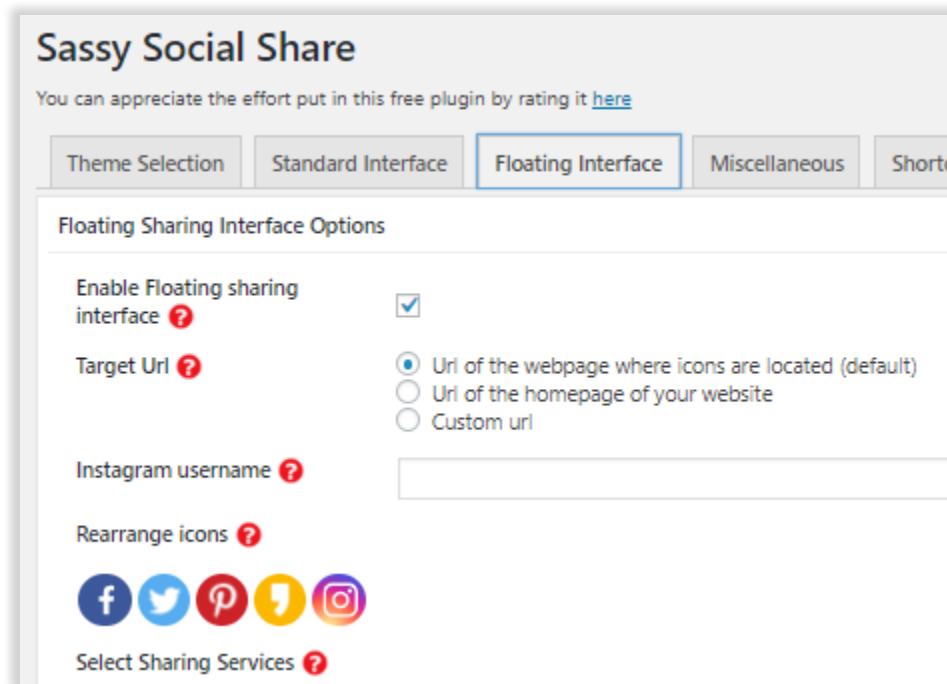 Sassy Social Share
You can appreciate the effort put in this free plugin by rating it here
Theme Selection Standard Interface Floating Interface Miscellaneous Shortc
Floating Sharing Interface Options
Enable Floating sharing
interface ?
Target Url ?
Url of the webpage where icons are located (default)
Url of the homepage of your website
Custom url
Instagram username ?
Rearrange icons ?
Select Sharing Services ?